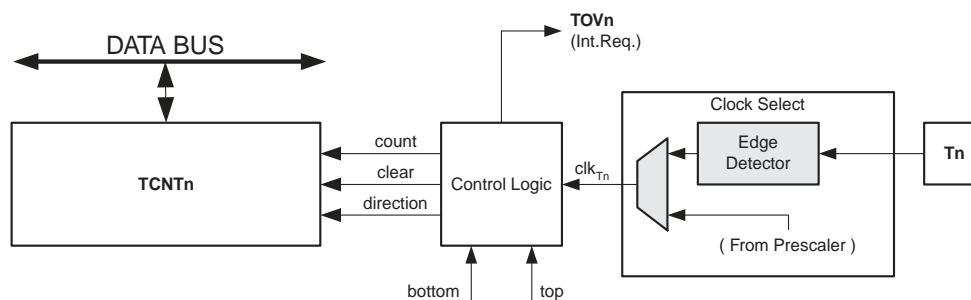 TOVn
(Int.Req.)
DATA BUS
Clock Select
TCNTn
count
clear
direction
Control Logic
clkTn
Edge
Detector
Tn
( From Prescaler )
bottom
top